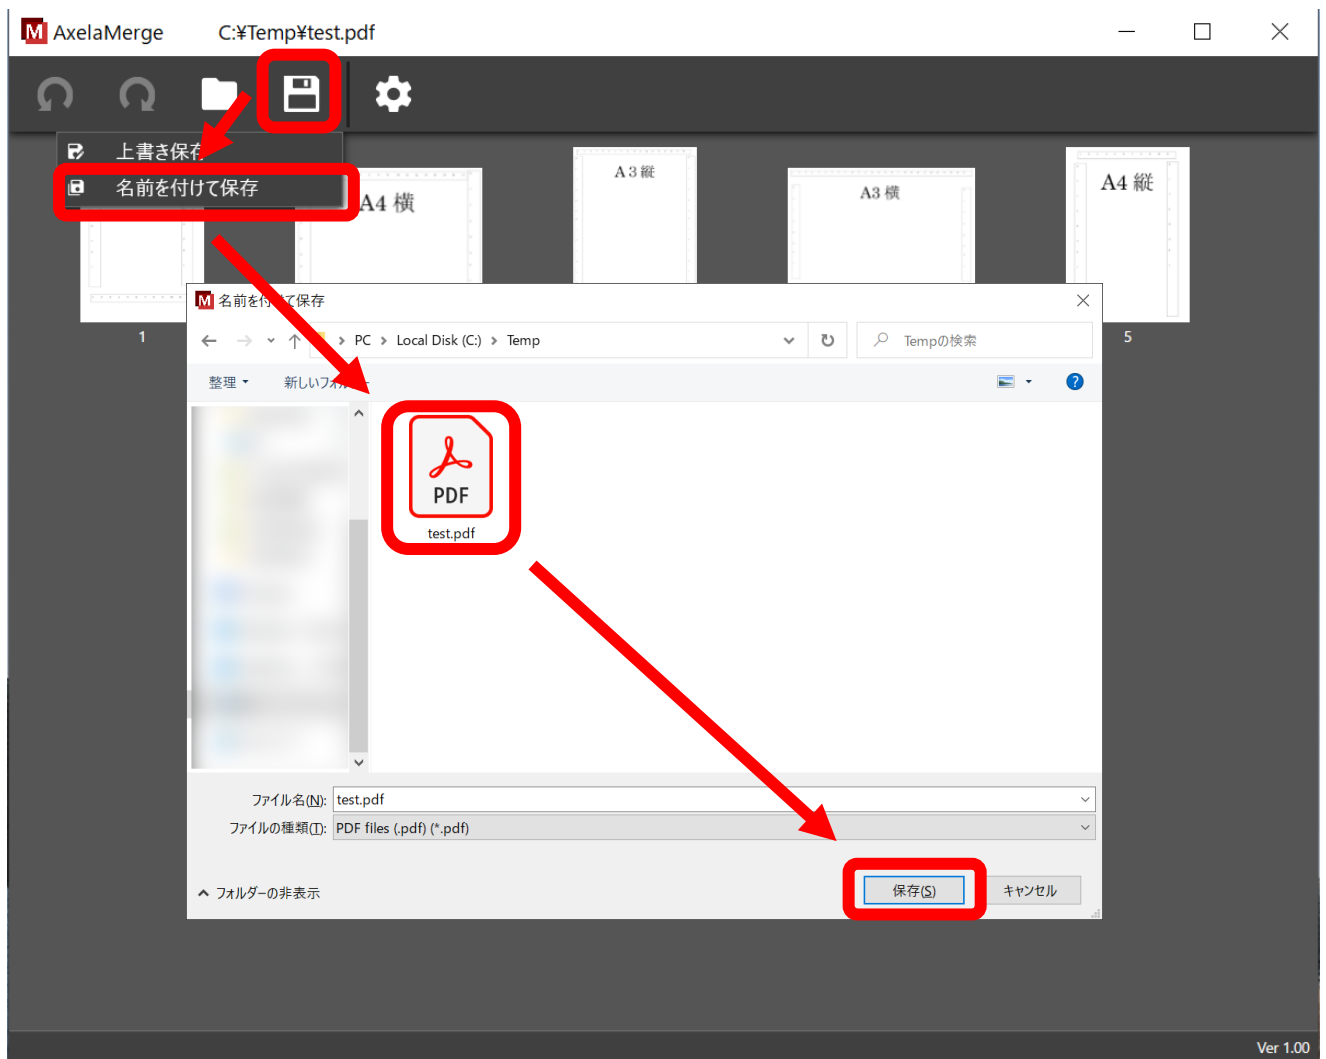 M AxelaMerge C:¥Temp¥test.pdf
上書き保存
名前を付けて保存
A4 横
A3 縦
A3 横
A4 縦
1
5
M 名前を付けて保存
PC > Local Disk (C:) > Temp
Tempの検索
整理
新しいフォルダー
?
PDF
test.pdf
ファイル名(N): test.pdf
ファイルの種類(T): PDF files (.pdf) (*.pdf)
フォルダーの非表示
保存(S)
キャンセル
Ver 1.00